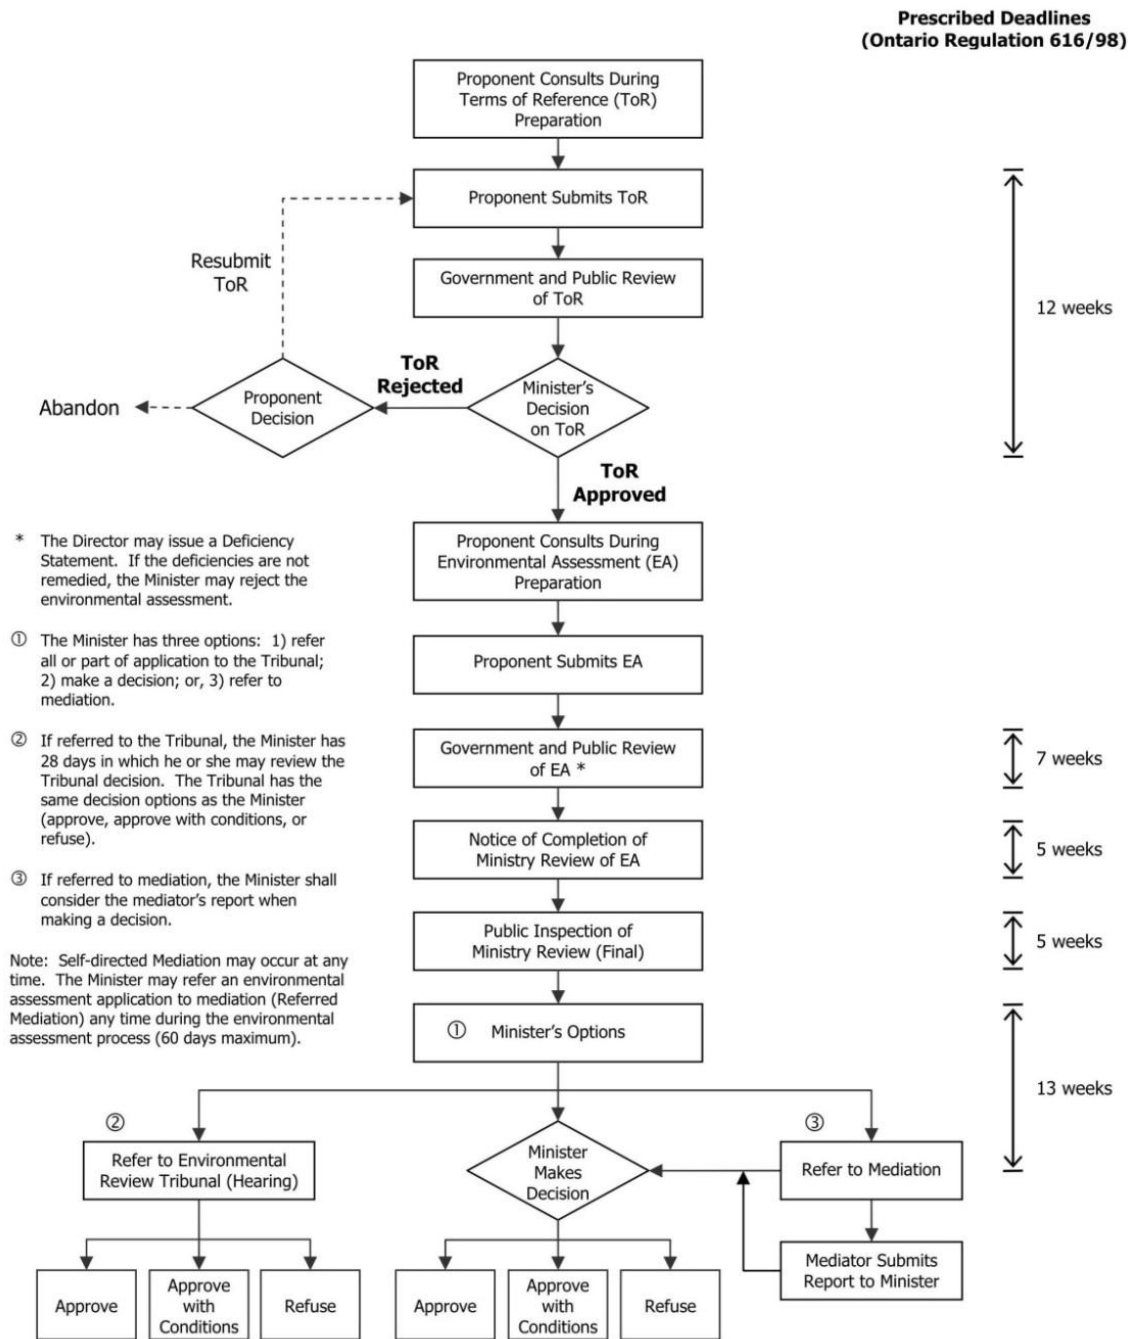 Prescribed Deadlines
(Ontario Regulation 616/98)
Proponent Consults During
Terms of Reference (ToR)
Preparation
Proponent Submits ToR
Resubmit
ToR
Government and Public Review
of ToR
12 weeks
ToR
Rejected
Minister's
Decision
on ToR
Proponent
Decision
Abandon
ToR
Approved
* The Director may issue a Deficiency
Statement. If the deficiencies are not
remedied, the Minister may reject the
environmental assessment.
① The Minister has three options: 1) refer
all or part of application to the Tribunal;
2) make a decision; or, 3) refer to
mediation.
② If referred to the Tribunal, the Minister has
28 days in which he or she may review the
Tribunal decision. The Tribunal has the
same decision options as the Minister
(approve, approve with conditions, or
refuse).
③ If referred to mediation, the Minister shall
consider the mediator's report when
making a decision.
Note: Self-directed Mediation may occur at any
time. The Minister may refer an environmental
assessment application to mediation (Referred
Mediation) any time during the environmental
assessment process (60 days maximum).
Proponent Consults During
Environmental Assessment (EA)
Preparation
Proponent Submits EA
Government and Public Review
of EA *
7 weeks
Notice of Completion of
Ministry Review of EA
5 weeks
Public Inspection of
Ministry Review (Final)
5 weeks
① Minister's Options
13 weeks
②
Refer to Environmental
Review Tribunal (Hearing)
Minister
Makes
Decision
③
Refer to Mediation
Mediator Submits
Report to Minister
Approve
Approve
with
Conditions
Refuse
Approve
Approve
with
Conditions
Refuse